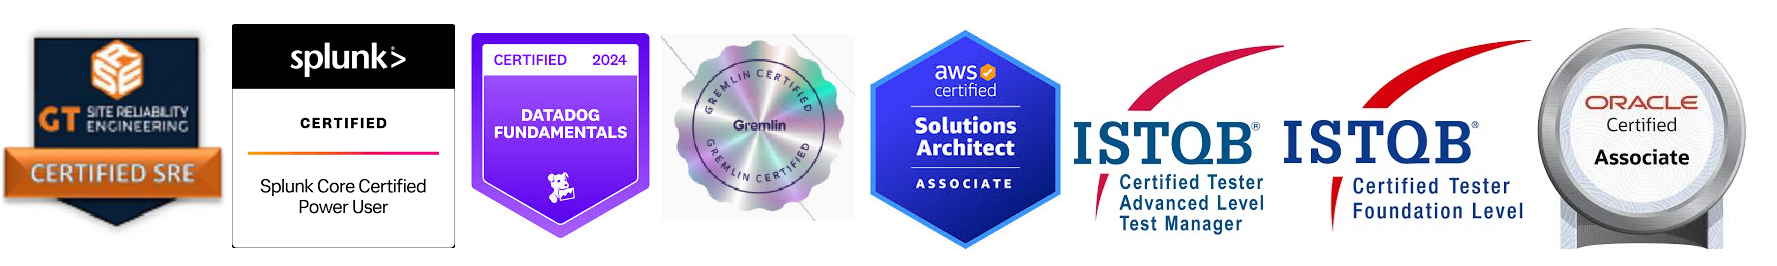 GT SITE RELIABILITY
ENGINEERING
CERTIFIED SRE
splunk>
CERTIFIED
Splunk Core Certified
Power User
CERTIFIED 2024
DATADOG
FUNDAMENTALS
GREMLIN CERTIFIED
Gremlin
GREMLIN CERTIFIED
aws
certified
Solutions
Architect
ASSOCIATE
ISTQB®
Certified Tester
Advanced Level
Test Manager
ISTQB®
Certified Tester
Foundation Level
ORACLE
Certified
Associate